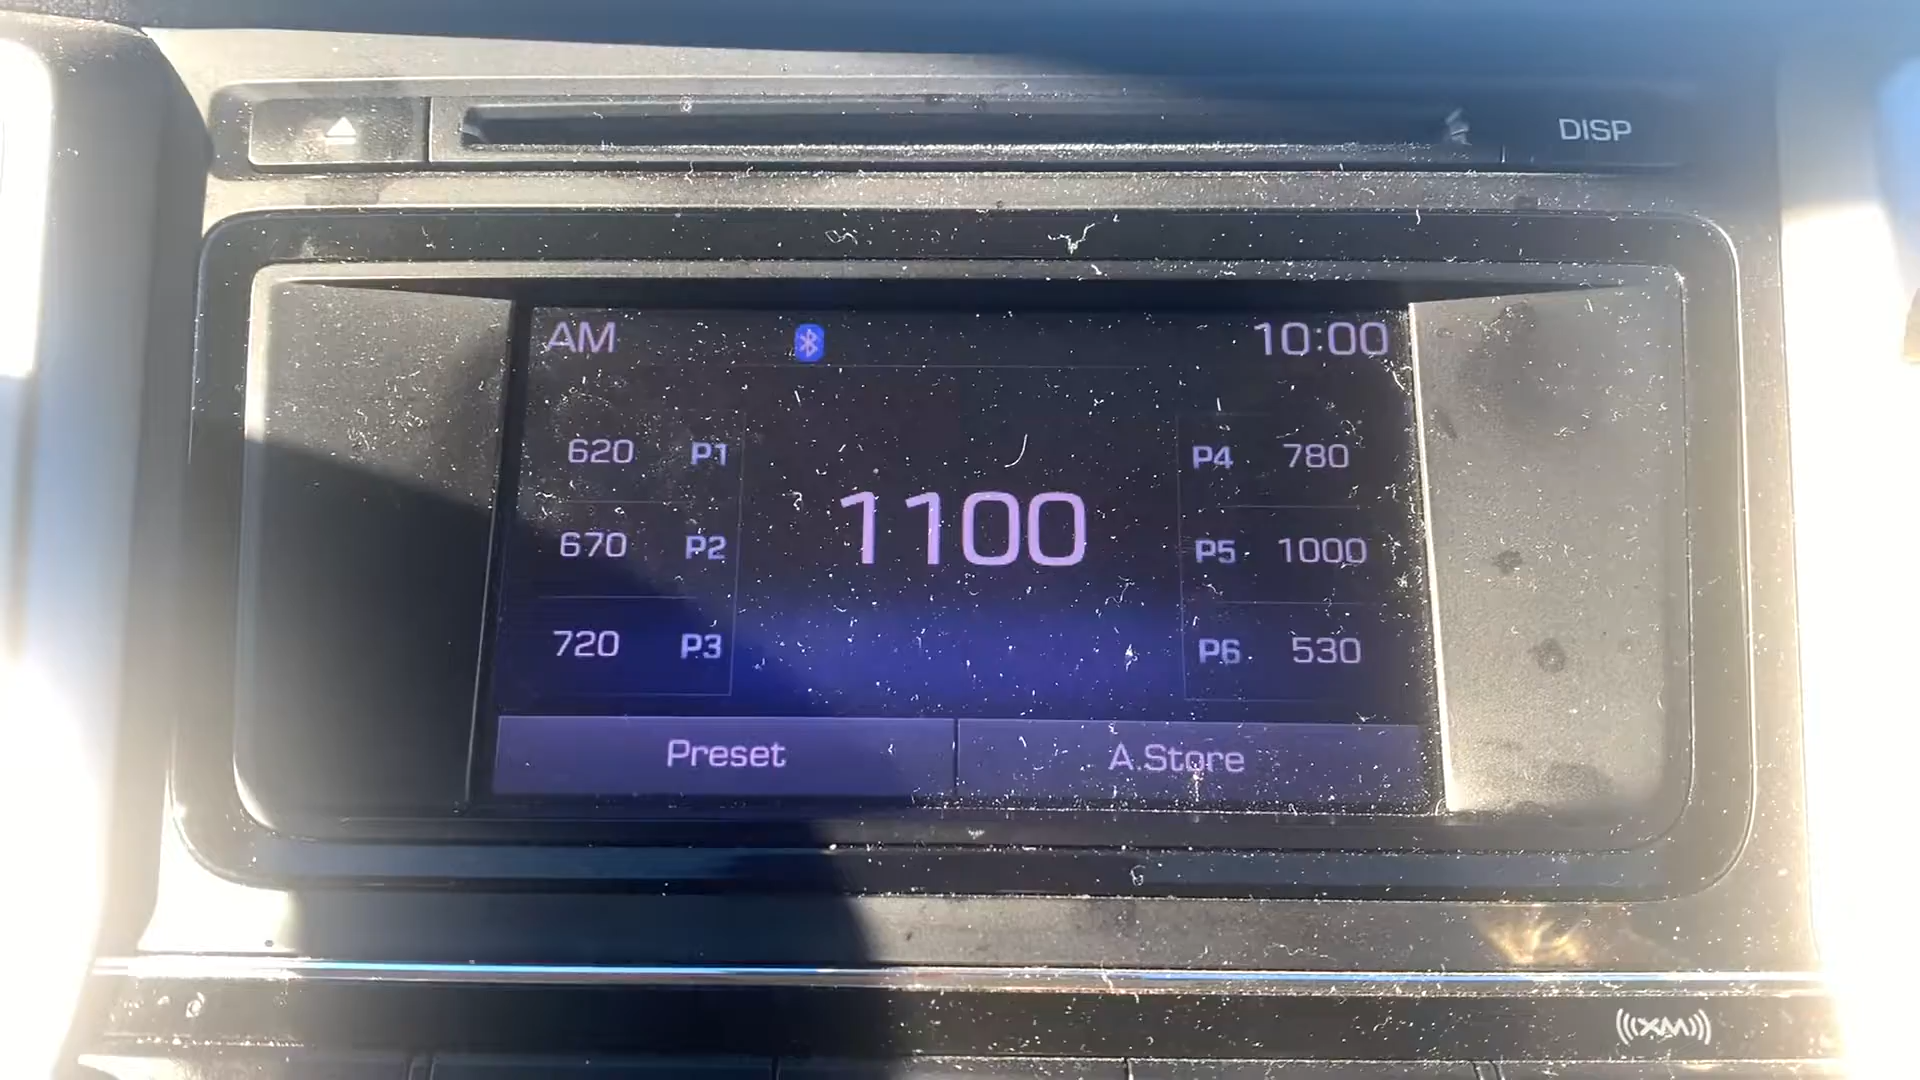 DISP
AM 10:00
620 P1 P4 780
1100
670 P2 P5 1000
720 P3 P6 530
Preset A.Store
((XM))